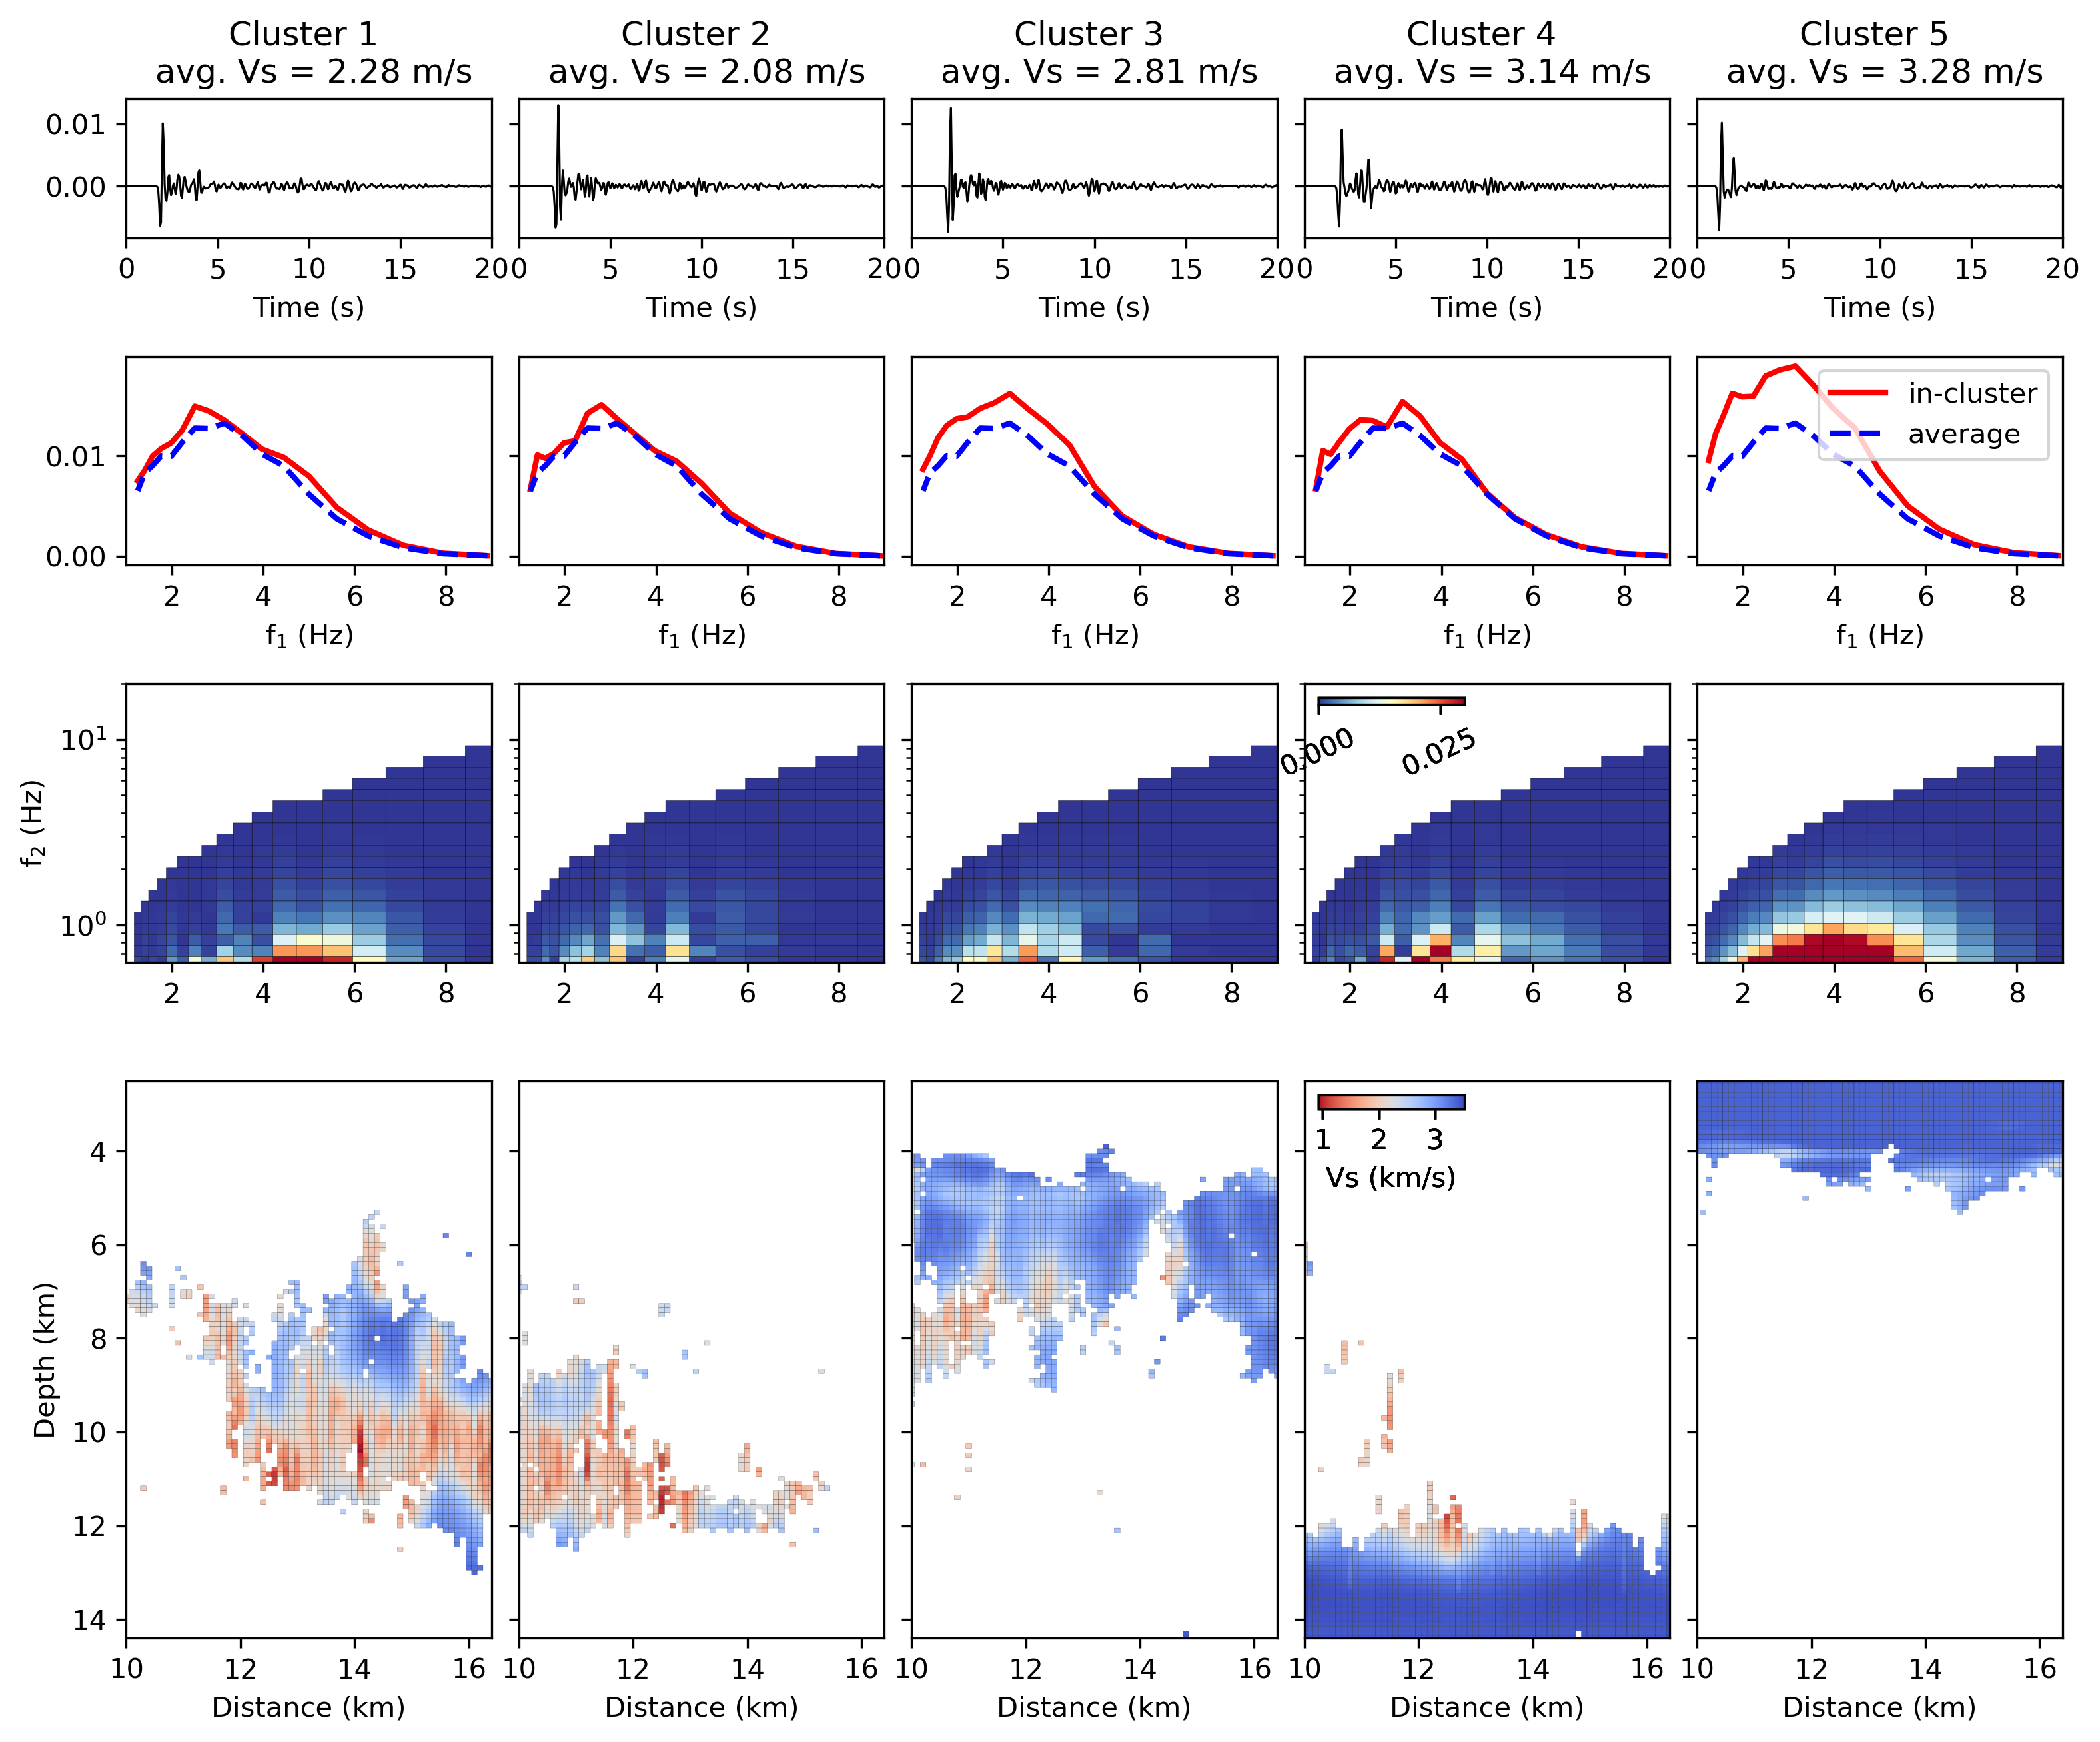 Cluster 1
avg. Vs = 2.28 m/s
Cluster 2
avg. Vs = 2.08 m/s
Cluster 3
avg. Vs = 2.81 m/s
Cluster 4
avg. Vs = 3.14 m/s
Cluster 5
avg. Vs = 3.28 m/s
0.01
0.00
0 5 10 15 20
0 5 10 15 20
0 5 10 15 20
0 5 10 15 20
0 5 10 15 20
Time (s)
Time (s)
Time (s)
Time (s)
Time (s)
in-cluster
average
0.01
0.00
2 4 6 8
2 4 6 8
2 4 6 8
2 4 6 8
2 4 6 8
f₁ (Hz)
f₁ (Hz)
f₁ (Hz)
f₁ (Hz)
f₁ (Hz)
f₂ (Hz)
10¹
10⁰
0.000
0.025
2 4 6 8
2 4 6 8
2 4 6 8
2 4 6 8
2 4 6 8
Depth (km)
4
6
8
10
12
14
1 2 3
Vs (km/s)
10 12 14 16
10 12 14 16
10 12 14 16
10 12 14 16
10 12 14 16
Distance (km)
Distance (km)
Distance (km)
Distance (km)
Distance (km)